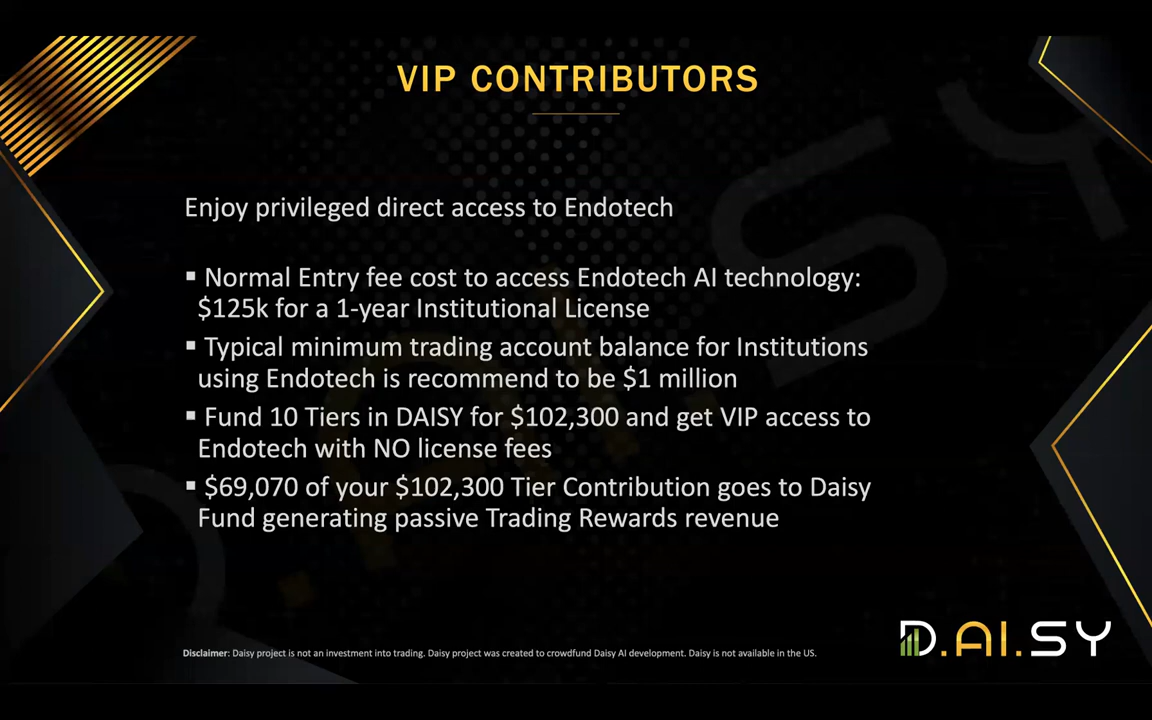 VIP CONTRIBUTORS
Enjoy privileged direct access to Endotech
▪ Normal Entry fee cost to access Endotech AI technology:
$125k for a 1-year Institutional License
▪ Typical minimum trading account balance for Institutions
using Endotech is recommend to be $1 million
▪ Fund 10 Tiers in DAISY for $102,300 and get VIP access to
Endotech with NO license fees
▪ $69,070 of your $102,300 Tier Contribution goes to Daisy
Fund generating passive Trading Rewards revenue
Disclaimer: Daisy project is not an investment into trading. Daisy project was created to crowdfund Daisy AI development. Daisy is not available in the US.
D.AI.SY